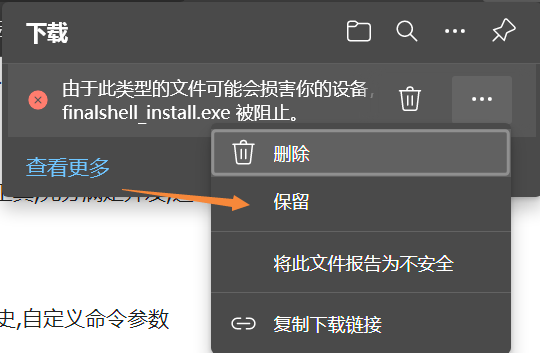 下载
由于此类型的文件可能会损害你的设备，
finalshell_install.exe 被阻止。
删除
查看更多
保留
将此文件报告为不安全
史,自定义命令参数
复制下载链接